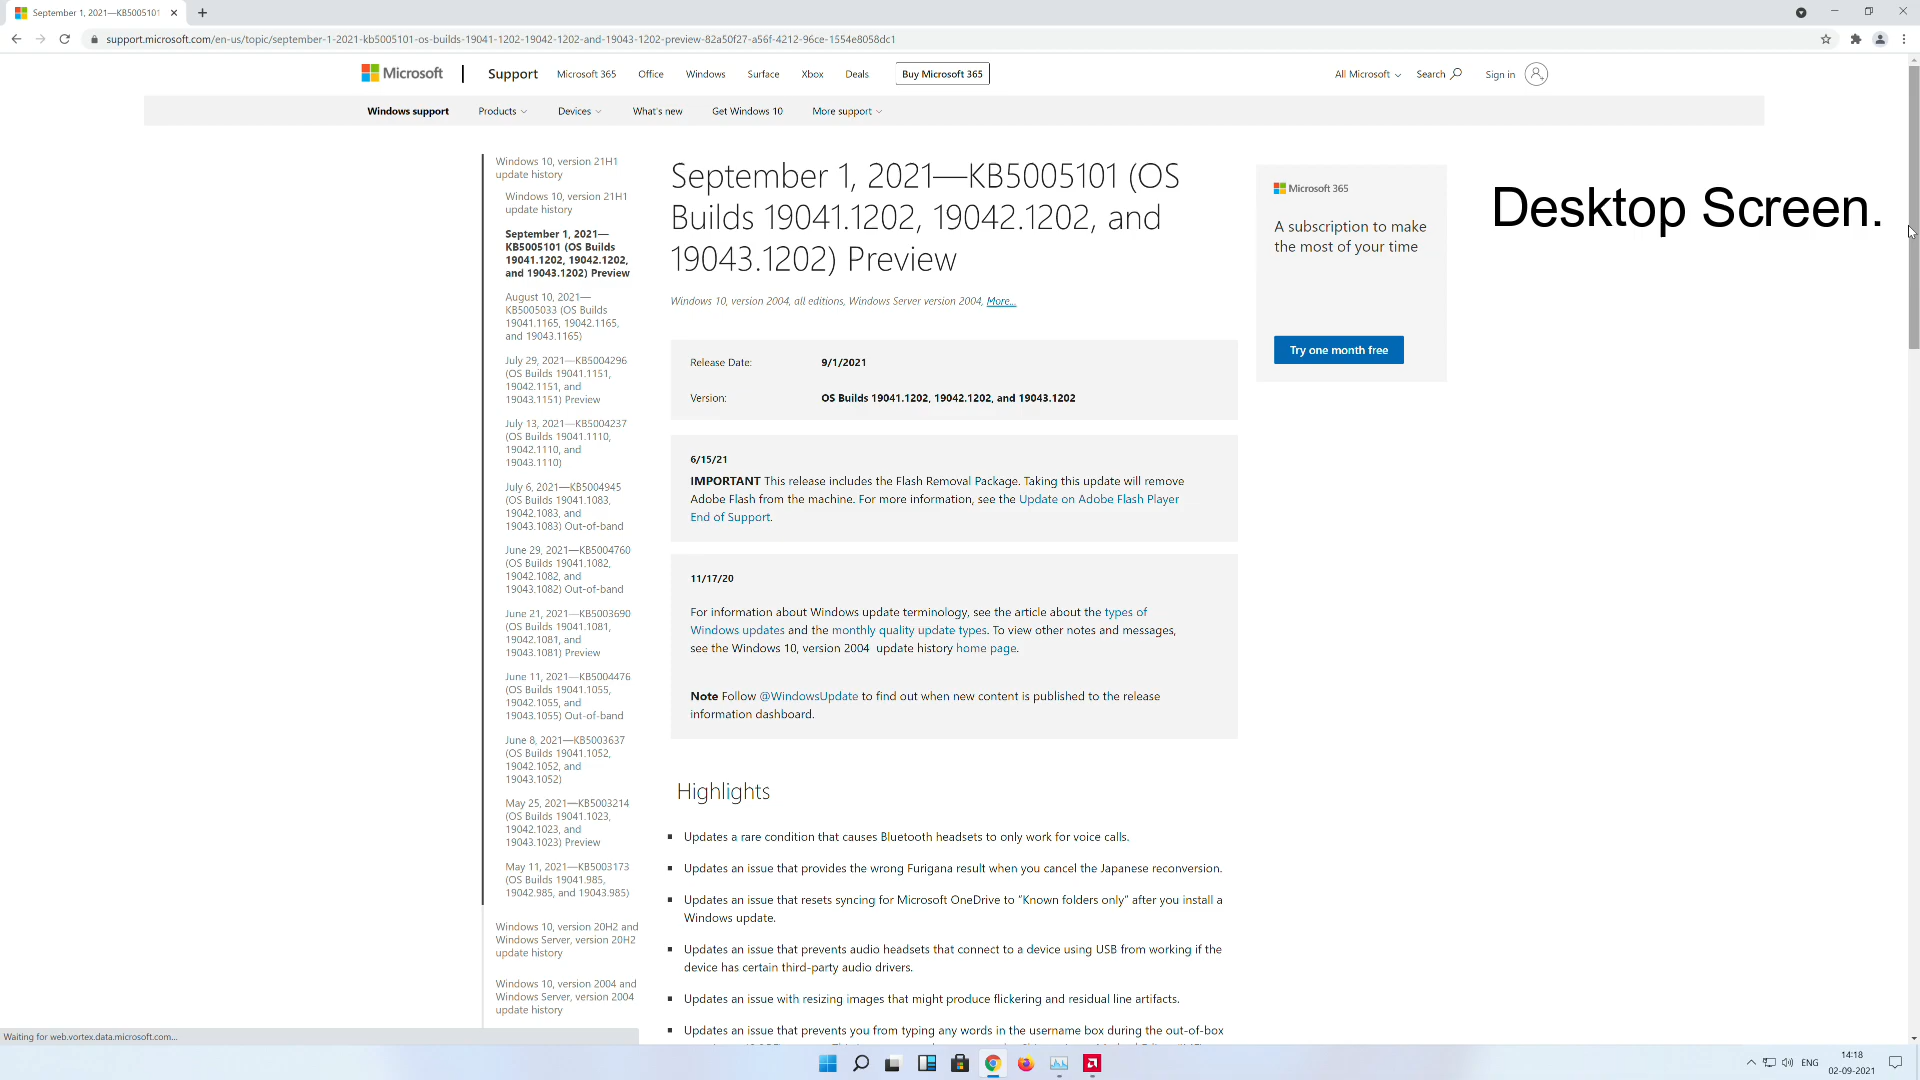 September 1, 2021—KB5005101
support.microsoft.com/en-us/topic/september-1-2021-kb5005101-os-builds-19041-1202-19042-1202-and-19043-1202-preview-82a50f27-a56f-4212-96ce-1554e8058dc1
Microsoft Support Microsoft 365 Office Windows Surface Xbox Deals Buy Microsoft 365 All Microsoft Search Sign in
Windows support Products Devices What's new Get Windows 10 More support
Windows 10, version 21H1
update history
Windows 10, version 21H1
update history
September 1, 2021—
KB5005101 (OS Builds
19041.1202, 19042.1202,
and 19043.1202) Preview
August 10, 2021—
KB5005033 (OS Builds
19041.1165, 19042.1165,
and 19043.1165)
July 29, 2021—KB5004296
(OS Builds 19041.1151,
19042.1151, and
19043.1151) Preview
July 13, 2021—KB5004237
(OS Builds 19041.1110,
19042.1110, and
19043.1110)
July 6, 2021—KB5004945
(OS Builds 19041.1083,
19042.1083, and
19043.1083) Out-of-band
June 29, 2021—KB5004760
(OS Builds 19041.1082,
19042.1082, and
19043.1082) Out-of-band
June 21, 2021—KB5003690
(OS Builds 19041.1081,
19042.1081, and
19043.1081) Preview
June 11, 2021—KB5004476
(OS Builds 19041.1055,
19042.1055, and
19043.1055) Out-of-band
June 8, 2021—KB5003637
(OS Builds 19041.1052,
19042.1052, and
19043.1052)
May 25, 2021—KB5003214
(OS Builds 19041.1023,
19042.1023, and
19043.1023) Preview
May 11, 2021—KB5003173
(OS Builds 19041.985,
19042.985, and 19043.985)
Windows 10, version 20H2 and
Windows Server, version 20H2
update history
Windows 10, version 2004 and
Windows Server, version 2004
update history
September 1, 2021—KB5005101 (OS
Builds 19041.1202, 19042.1202, and
19043.1202) Preview
Windows 10, version 2004, all editions, Windows Server version 2004, More...
Release Date: 9/1/2021
Version: OS Builds 19041.1202, 19042.1202, and 19043.1202
6/15/21
IMPORTANT This release includes the Flash Removal Package. Taking this update will remove
Adobe Flash from the machine. For more information, see the Update on Adobe Flash Player
End of Support.
11/17/20
For information about Windows update terminology, see the article about the types of
Windows updates and the monthly quality update types. To view other notes and messages,
see the Windows 10, version 2004 update history home page.
Note Follow @WindowsUpdate to find out when new content is published to the release
information dashboard.
Highlights
Updates a rare condition that causes Bluetooth headsets to only work for voice calls.
Updates an issue that provides the wrong Furigana result when you cancel the Japanese reconversion.
Updates an issue that resets syncing for Microsoft OneDrive to "Known folders only" after you install a
Windows update.
Updates an issue that prevents audio headsets that connect to a device using USB from working if the
device has certain third-party audio drivers.
Updates an issue with resizing images that might produce flickering and residual line artifacts.
Updates an issue that prevents you from typing any words in the username box during the out-of-box
Microsoft 365
A subscription to make
the most of your time
Try one month free
Desktop Screen.
Waiting for web.vortex.data.microsoft.com...
ENG
14:18
02-09-2021